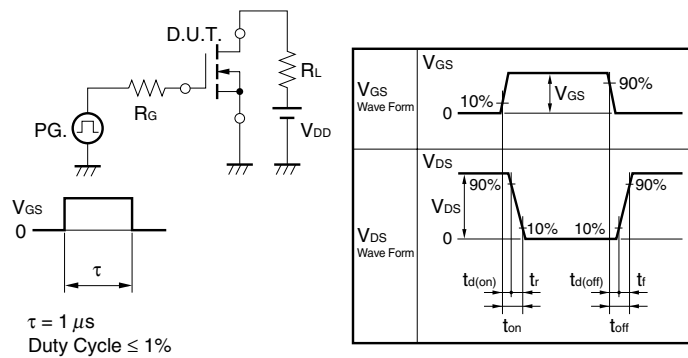 D.U.T.
RL
RG
PG.
VDD
VGS
0
τ
τ = 1 μs
Duty Cycle ≤ 1%
VGS
Wave Form
VGS
10%
0
VGS
90%
VDS
Wave Form
VDS
90%
VDS
0
10%
10%
90%
td(on)
tr
td(off)
tf
ton
toff